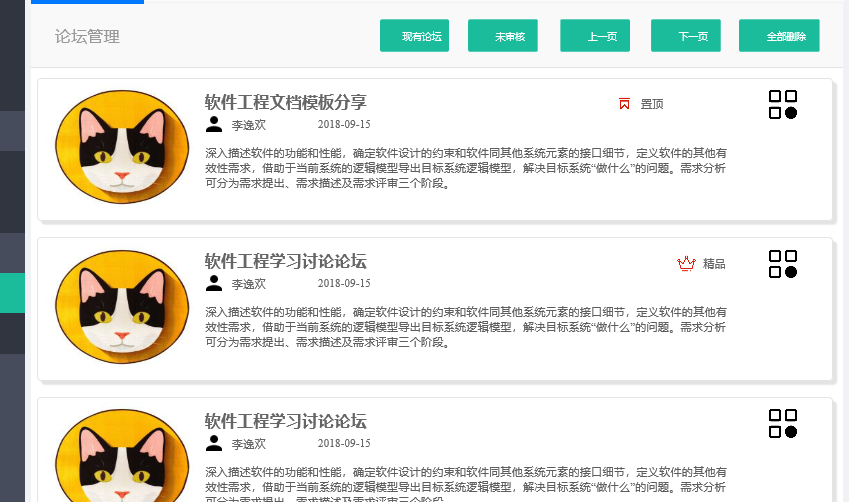 论坛管理
现有论坛
未审核
上一页
下一页
全部删除
软件工程文档模板分享
置顶
李逸欢
2018-09-15
深入描述软件的功能和性能，确定软件设计的约束和软件同其他系统元素的接口细节，定义软件的其他有
效性需求，借助于当前系统的逻辑模型导出目标系统逻辑模型，解决目标系统“做什么”的问题。需求分析
可分为需求提出、需求描述及需求评审三个阶段。
软件工程学习讨论论坛
精品
李逸欢
2018-09-15
深入描述软件的功能和性能，确定软件设计的约束和软件同其他系统元素的接口细节，定义软件的其他有
效性需求，借助于当前系统的逻辑模型导出目标系统逻辑模型，解决目标系统“做什么”的问题。需求分析
可分为需求提出、需求描述及需求评审三个阶段。
软件工程学习讨论论坛
李逸欢
2018-09-15
深入描述软件的功能和性能，确定软件设计的约束和软件同其他系统元素的接口细节，定义软件的其他有
效性需求，借助于当前系统的逻辑模型导出目标系统逻辑模型，解决目标系统“做什么”的问题。需求分析
可分为需求提出、需求描述及需求评审三个阶段。